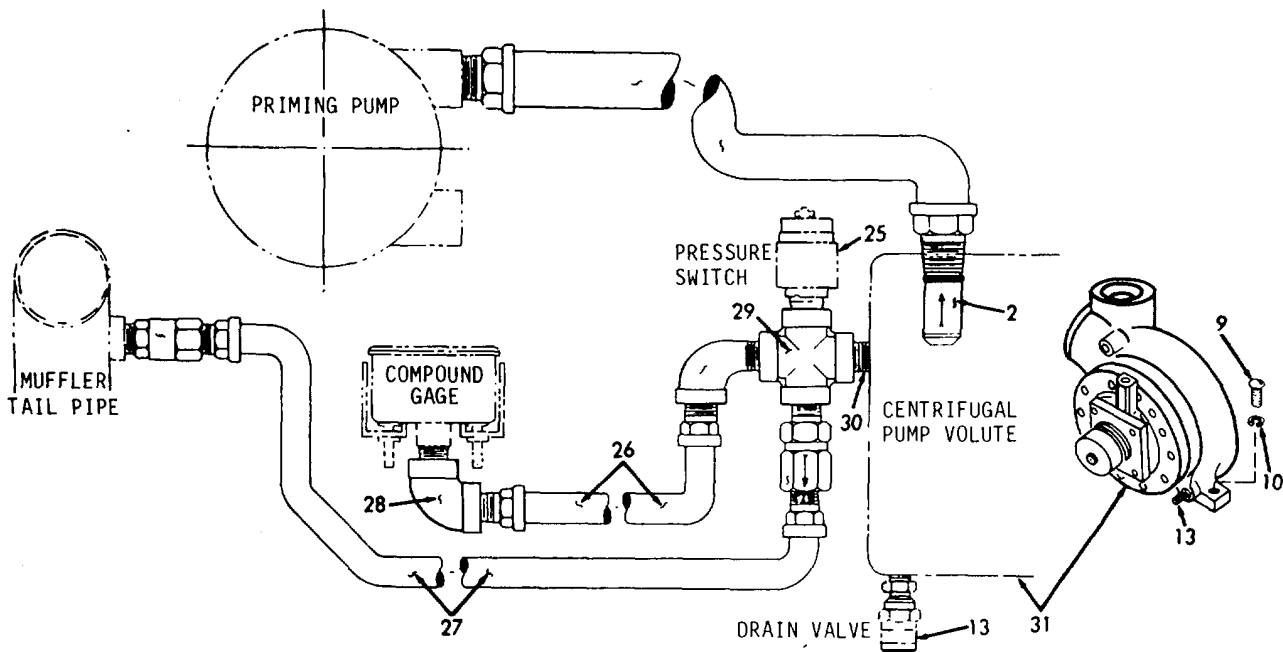 PRIMING PUMP
PRESSURE
SWITCH
25
2
29
9
MUFFLER
TAIL PIPE
COMPOUND
GAGE
30
CENTRIFUGAL
PUMP VOLUTE
26
10
28
13
27
DRAIN VALVE
13
31